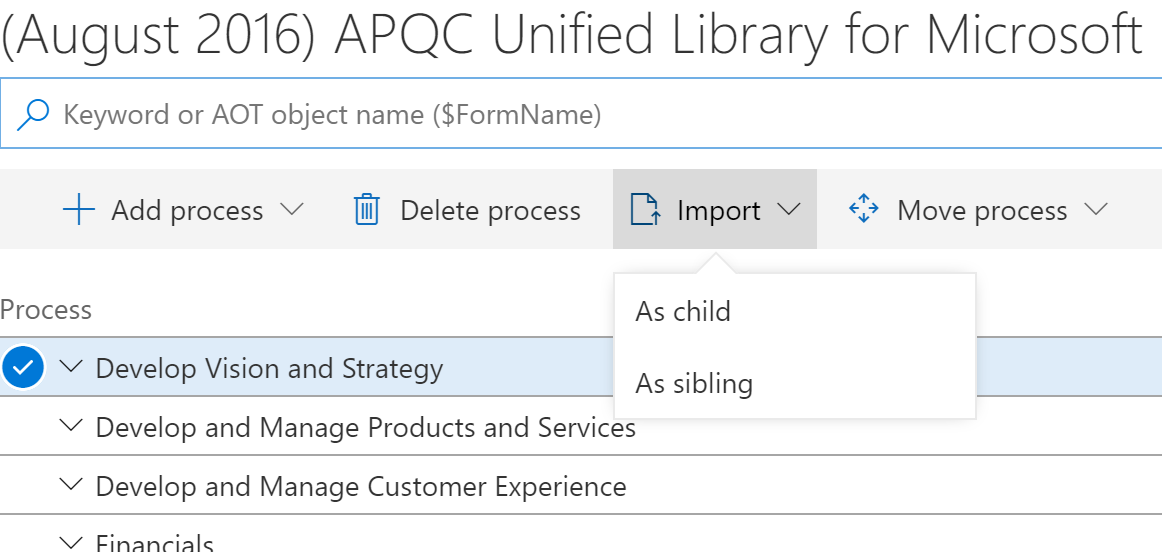 (August 2016) APQC Unified Library for Microsoft
Keyword or AOT object name ($FormName)
Add process Delete process Import Move process
As child
Process
Develop Vision and Strategy
As sibling
Develop and Manage Products and Services
Develop and Manage Customer Experience
Financials